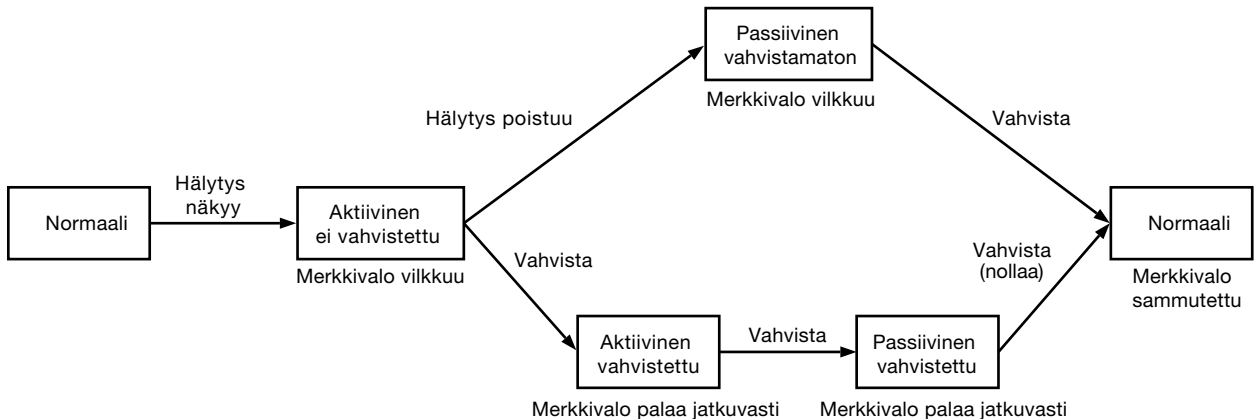 Passiivinen
vahvistamaton
Merkkivalo vilkkuu
Hälytys poistuu
Vahvista
Normaali
Hälytys
näkyy
Aktiivinen
ei vahvistettu
Merkkivalo vilkkuu
Vahvista
Vahvista
(nollaa)
Normaali
Merkkivalo
sammutettu
Aktiivinen
vahvistettu
Merkkivalo palaa jatkuvasti
Vahvista
Passiivinen
vahvistettu
Merkkivalo palaa jatkuvasti